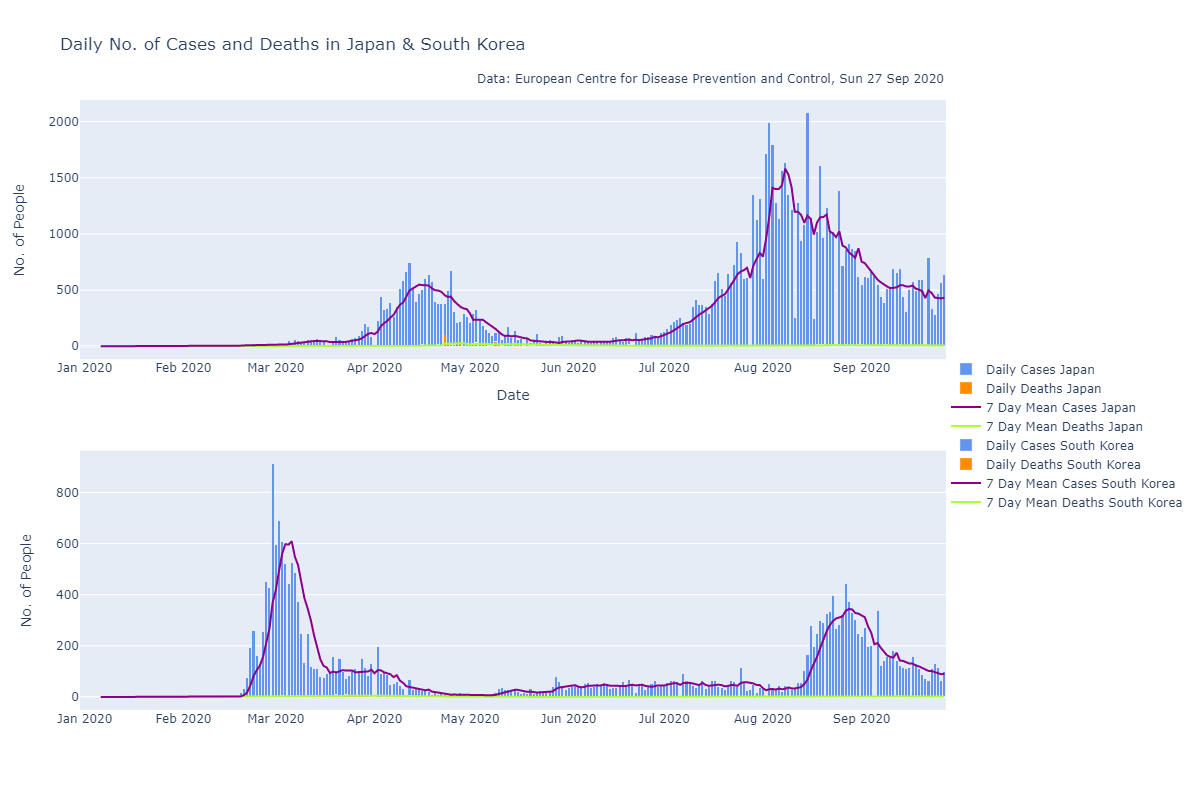 Daily No. of Cases and Deaths in Japan & South Korea
Data: European Centre for Disease Prevention and Control, Sun 27 Sep 2020
2000
1500
1000
500
0
No. of People
Jan 2020 Feb 2020 Mar 2020 Apr 2020 May 2020 Jun 2020 Jul 2020 Aug 2020 Sep 2020
Date
Daily Cases Japan
Daily Deaths Japan
7 Day Mean Cases Japan
7 Day Mean Deaths Japan
Daily Cases South Korea
Daily Deaths South Korea
7 Day Mean Cases South Korea
7 Day Mean Deaths South Korea
800
600
400
200
0
No. of People
Jan 2020 Feb 2020 Mar 2020 Apr 2020 May 2020 Jun 2020 Jul 2020 Aug 2020 Sep 2020